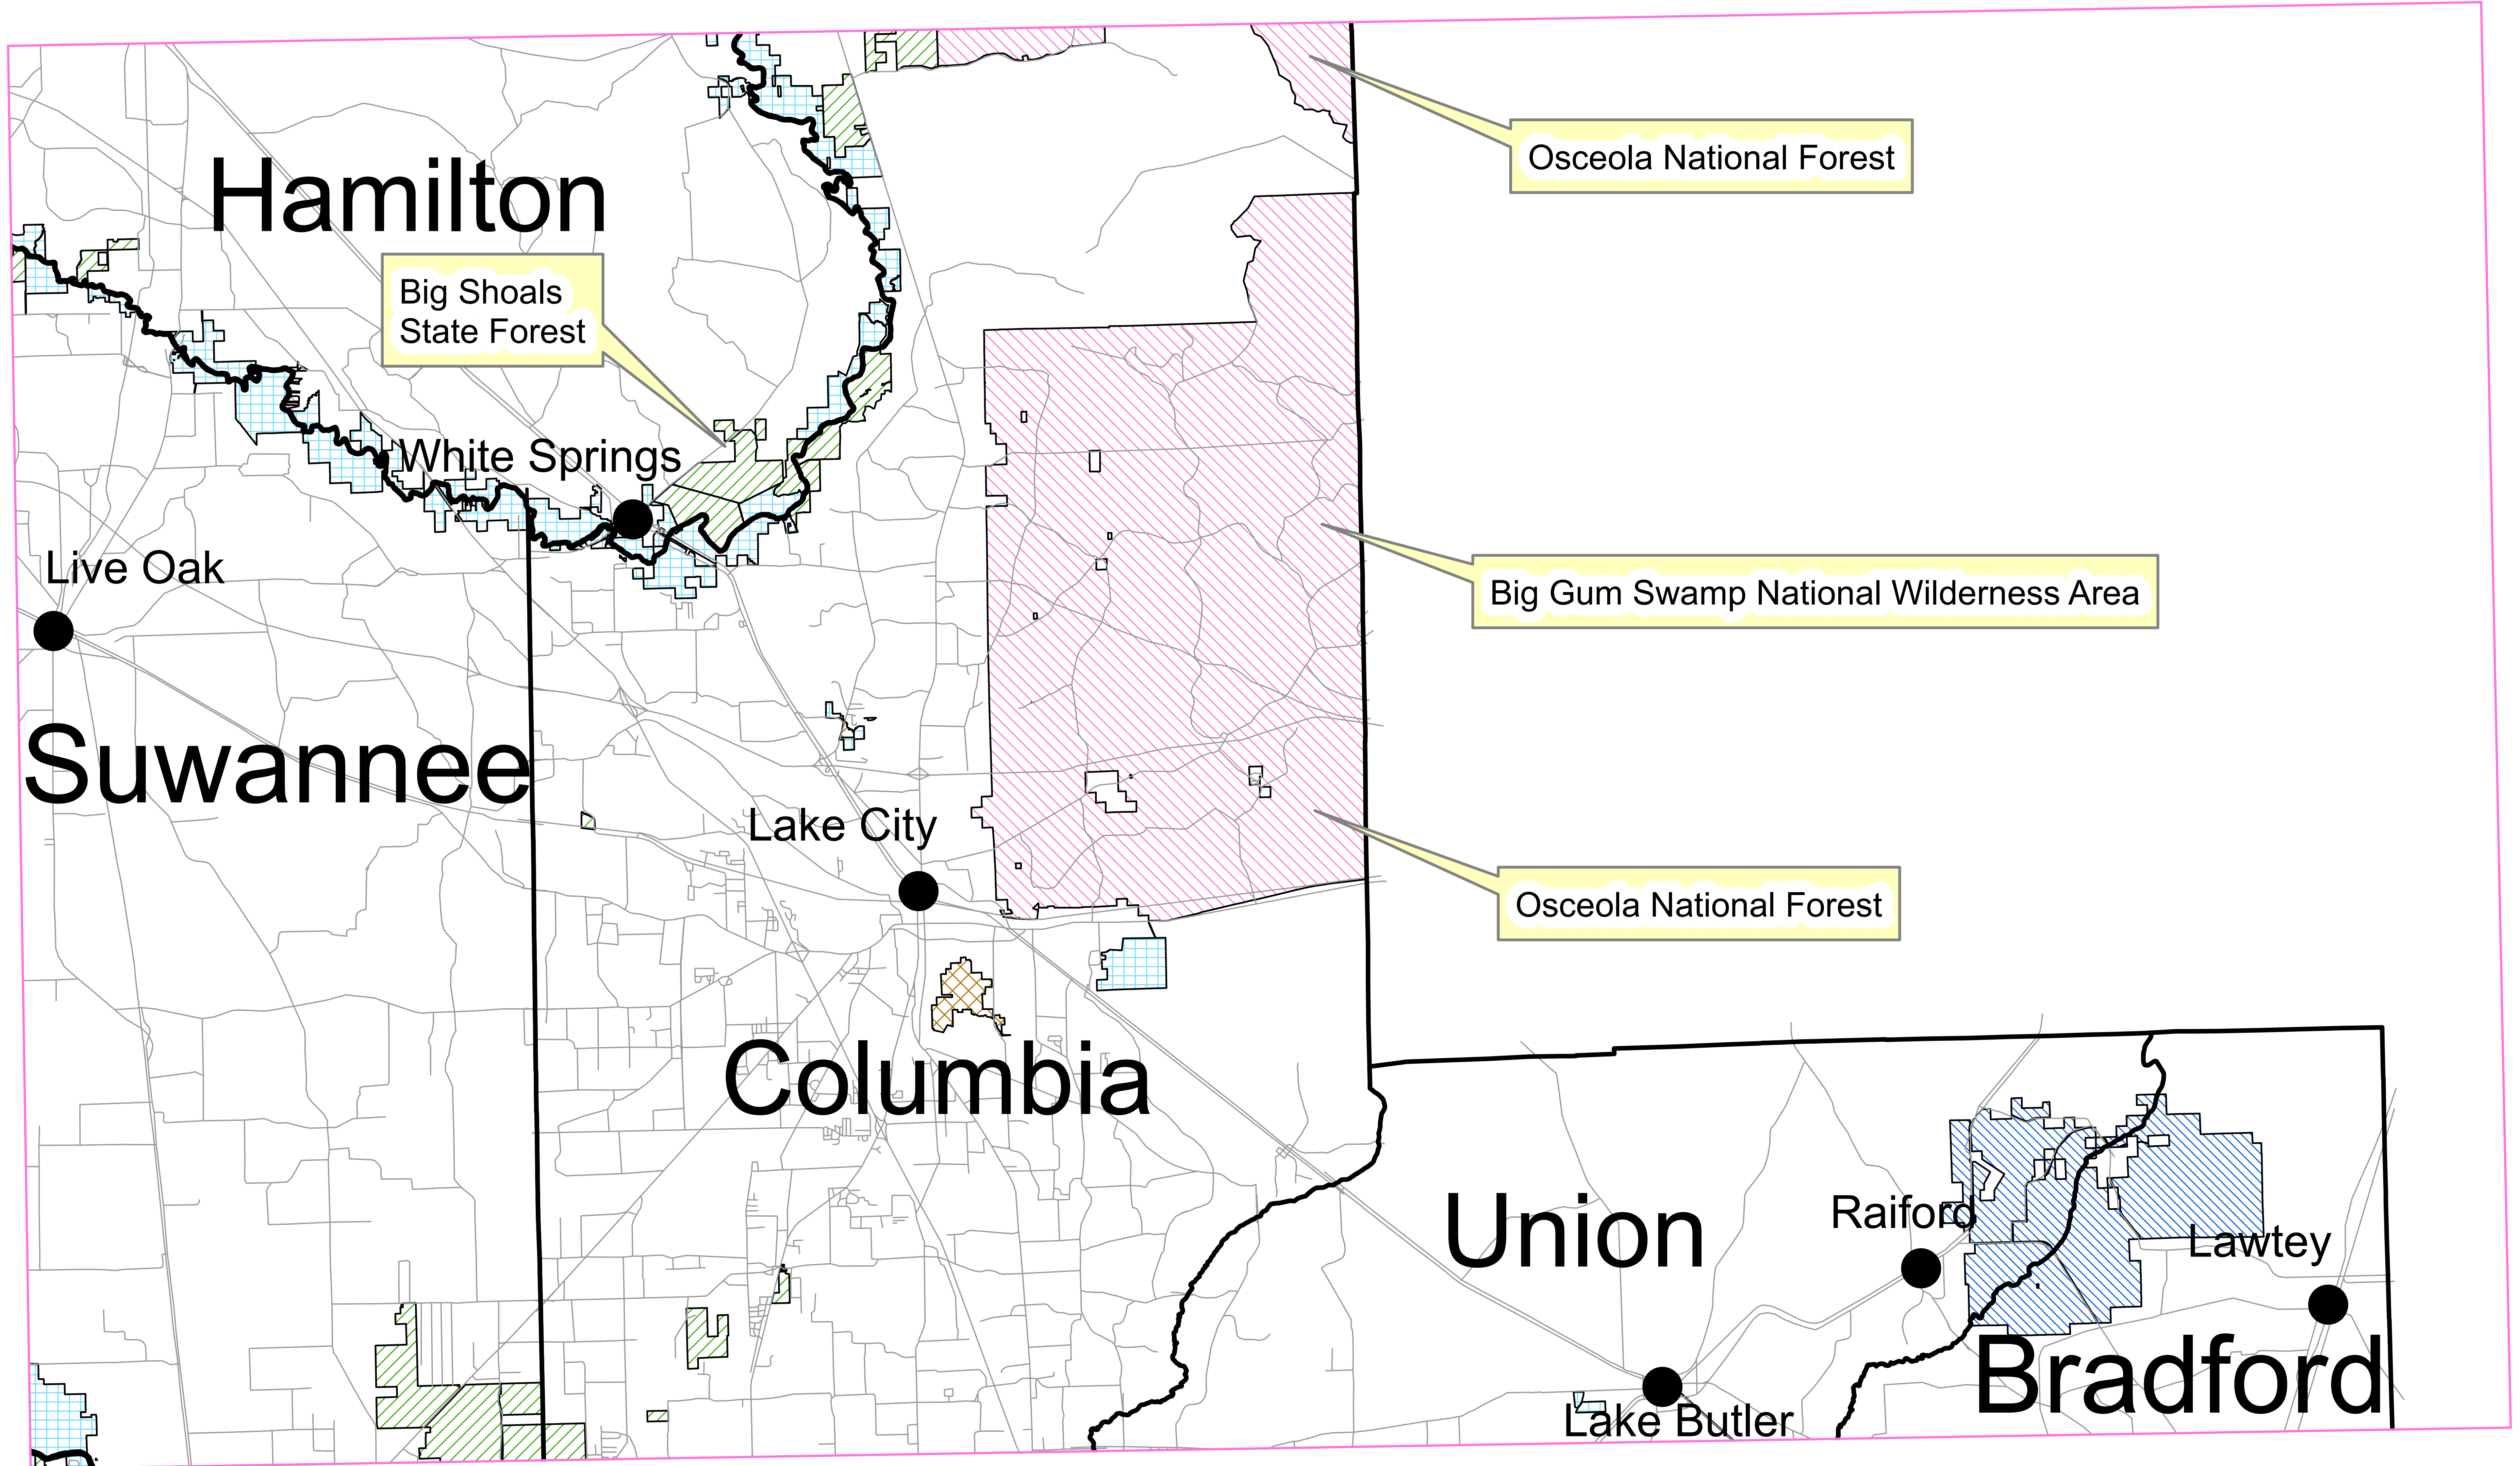 Osceola National Forest
Hamilton
Big Shoals
State Forest
White Springs
Live Oak
Big Gum Swamp National Wilderness Area
Suwannee
Lake City
Osceola National Forest
Columbia
Union
Raiford
Lawtey
Bradford
Lake Butler